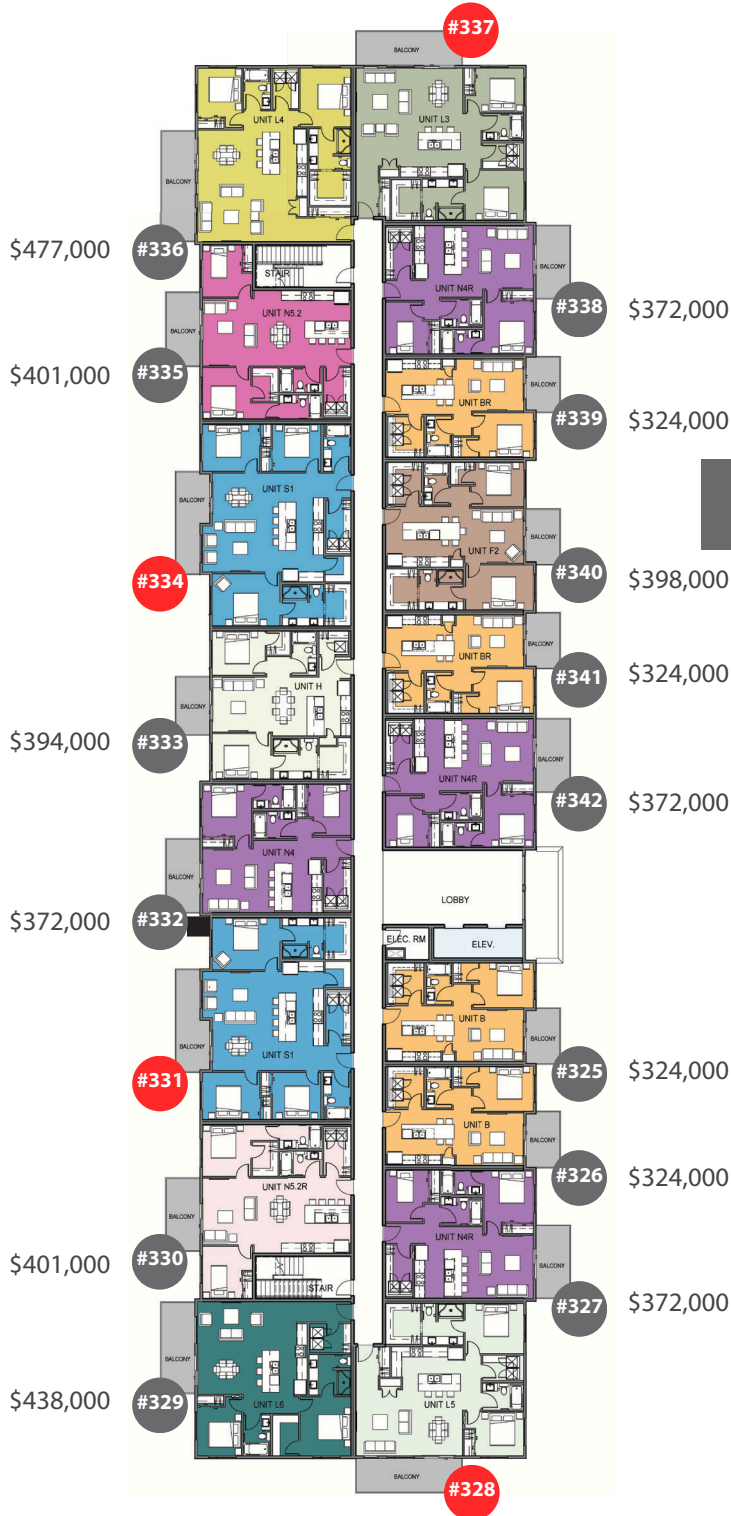 #337
BALCONY
UNIT L4
UNIT L3
BALCONY
$477,000
#336
STAIR
UNIT N4R
BALCONY
#338
$372,000
UNIT N5.2
BALCONY
$401,000
#335
UNIT BR
BALCONY
#339
$324,000
UNIT S1
BALCONY
#334
UNIT F2
BALCONY
#340
$398,000
UNIT H
BALCONY
$394,000
#333
UNIT BR
BALCONY
#341
$324,000
UNIT N4R
BALCONY
#342
$372,000
UNIT N4
BALCONY
$372,000
#332
LOBBY
ELEC. RM
ELEV.
BALCONY
UNIT S1
#331
UNIT B
BALCONY
#325
$324,000
UNIT B
BALCONY
#326
$324,000
UNIT N5.2R
BALCONY
$401,000
#330
STAIR
UNIT N4R
BALCONY
#327
$372,000
BALCONY
$438,000
#329
UNIT L6
UNIT L5
BALCONY
#328